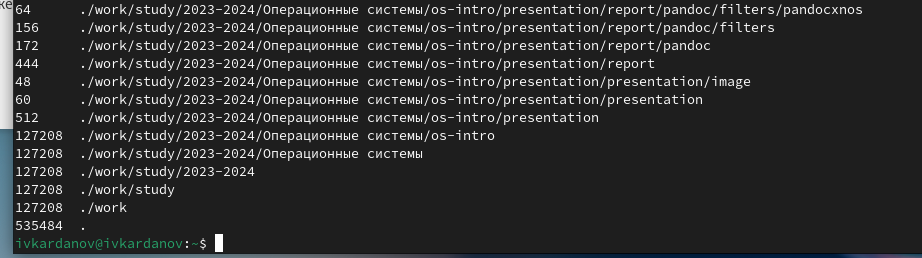 же
64 ./work/study/2023-2024/Операционные системы/os-intro/presentation/report/pandoc/filters/pandocxnos
156 ./work/study/2023-2024/Операционные системы/os-intro/presentation/report/pandoc/filters
172 ./work/study/2023-2024/Операционные системы/os-intro/presentation/report/pandoc
444 ./work/study/2023-2024/Операционные системы/os-intro/presentation/report
48 ./work/study/2023-2024/Операционные системы/os-intro/presentation/presentation/image
60 ./work/study/2023-2024/Операционные системы/os-intro/presentation/presentation
512 ./work/study/2023-2024/Операционные системы/os-intro/presentation
127208 ./work/study/2023-2024/Операционные системы/os-intro
127208 ./work/study/2023-2024/Операционные системы
127208 ./work/study/2023-2024
127208 ./work/study
127208 ./work
535484 .
ivkardanov@ivkardanov:~$